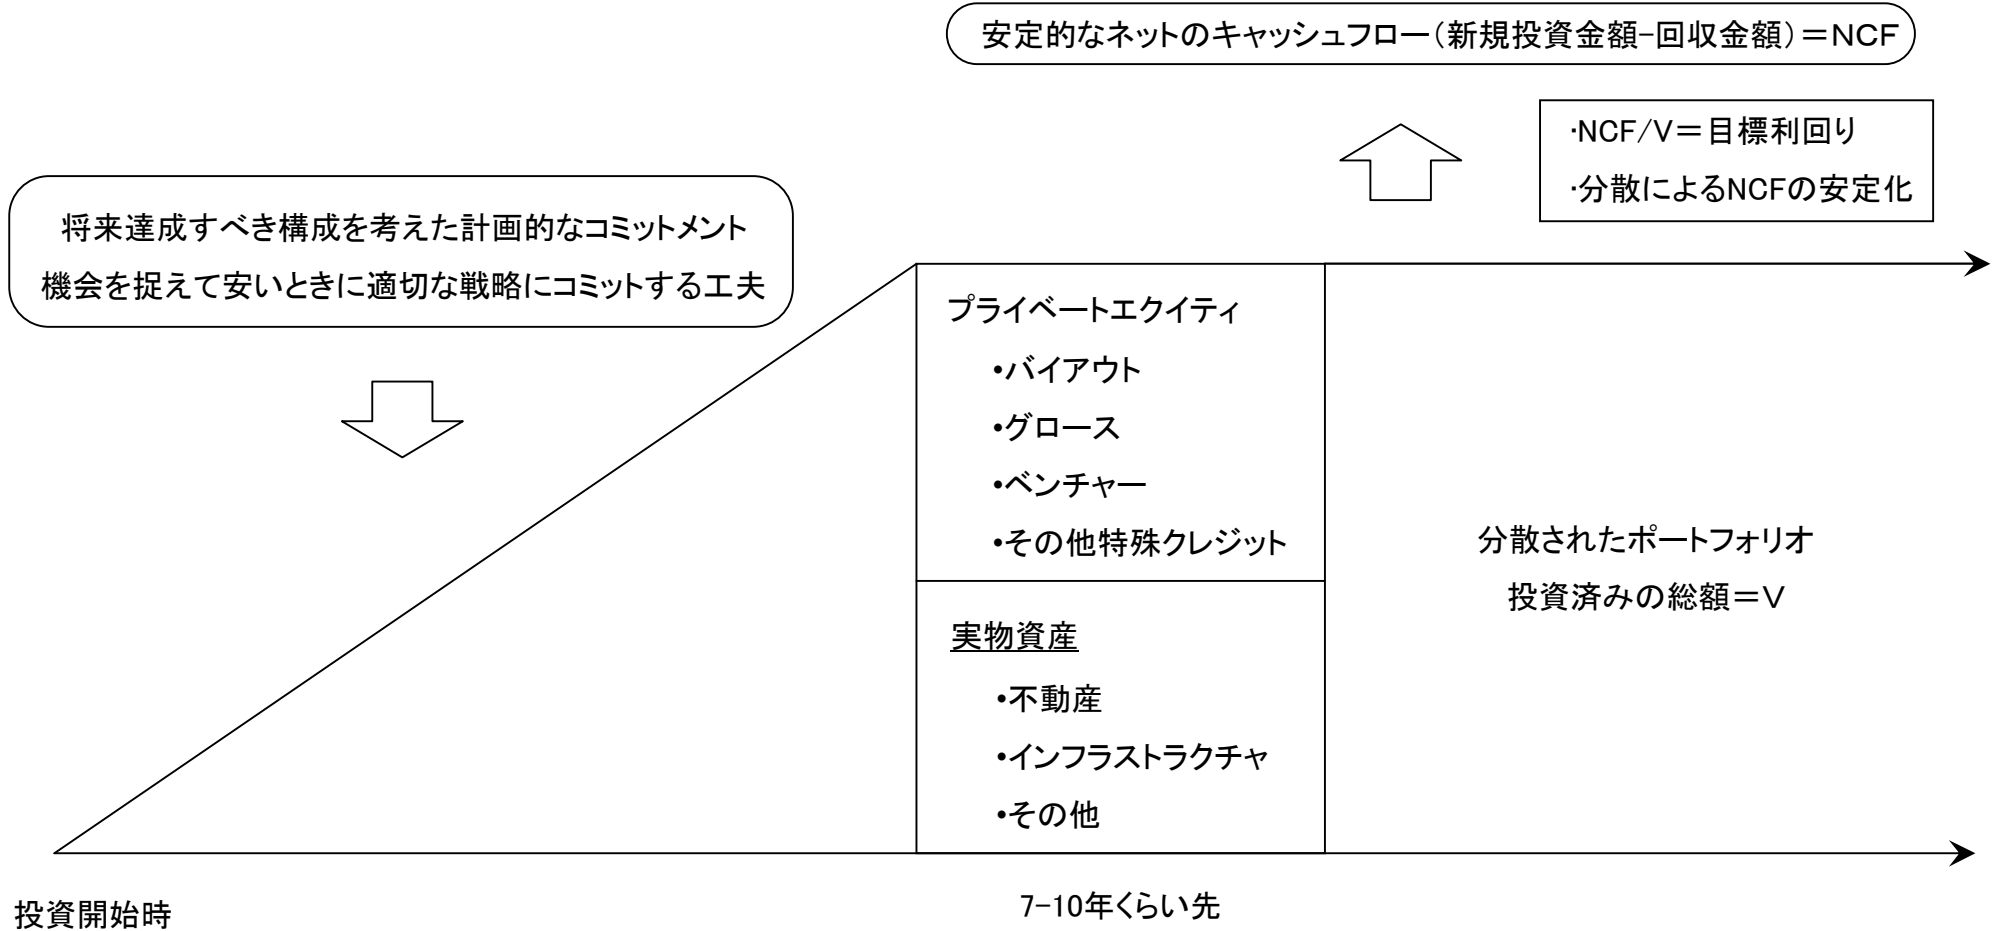 安定的なネットのキャッシュフロー（新規投資金額-回収金額）＝NCF
・NCF/V＝目標利回り
・分散によるNCFの安定化
将来達成すべき構成を考えた計画的なコミットメント
機会を捉えて安いときに適切な戦略にコミットする工夫
プライベートエクイティ
・バイアウト
・グロース
・ベンチャー
・その他特殊クレジット
実物資産
・不動産
・インフラストラクチャ
・その他
分散されたポートフォリオ
投資済みの総額＝V
投資開始時
7-10年くらい先